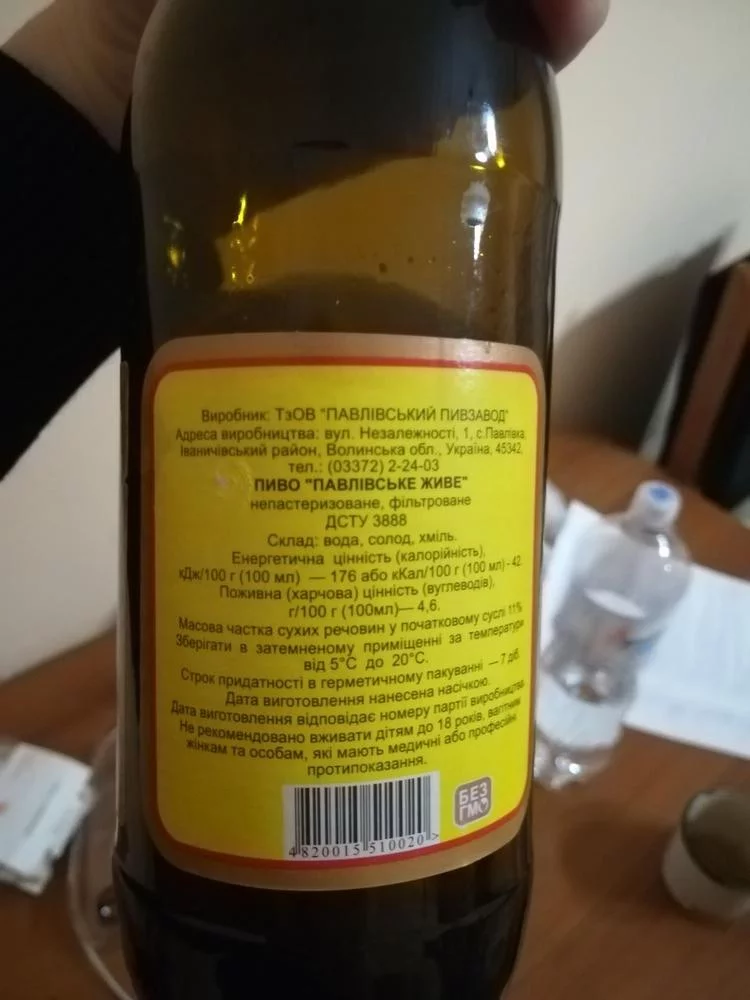 Виробник: ТзОВ "ПАВЛІВСЬКИЙ ПИВЗАВОД"
Адреса виробництва: вул. Незалежності, 1, с.Павлівка,
Іваничівський район, Волинська обл., Україна, 45342,
тел.: (03372) 2-24-03
ПИВО "ПАВЛІВСЬКЕ ЖИВЕ"
непастеризоване, фільтроване
ДСТУ 3888
Склад: вода, солод, хміль.
Енергетична цінність (калорійність),
кДж/100 г (100 мл) — 176 або кКал/100 г (100 мл) - 42.
Поживна (харчова) цінність (вуглеводів),
г/100 г (100мл)— 4,6.
Масова частка сухих речовин у початковому суслі 11%
Зберігати в затемненому приміщенні за температури
від 5°С до 20°С.
Строк придатності в герметичному пакуванні — 7 діб.
Дата виготовлення нанесена насічкою.
Дата виготовлення відповідає номеру партії виробництва.
Не рекомендовано вживати дітям до 18 років, вагітним
жінкам та особам, які мають медичні або професійні
протипоказання.
БЕЗ
ГМО
4820015 510020 >